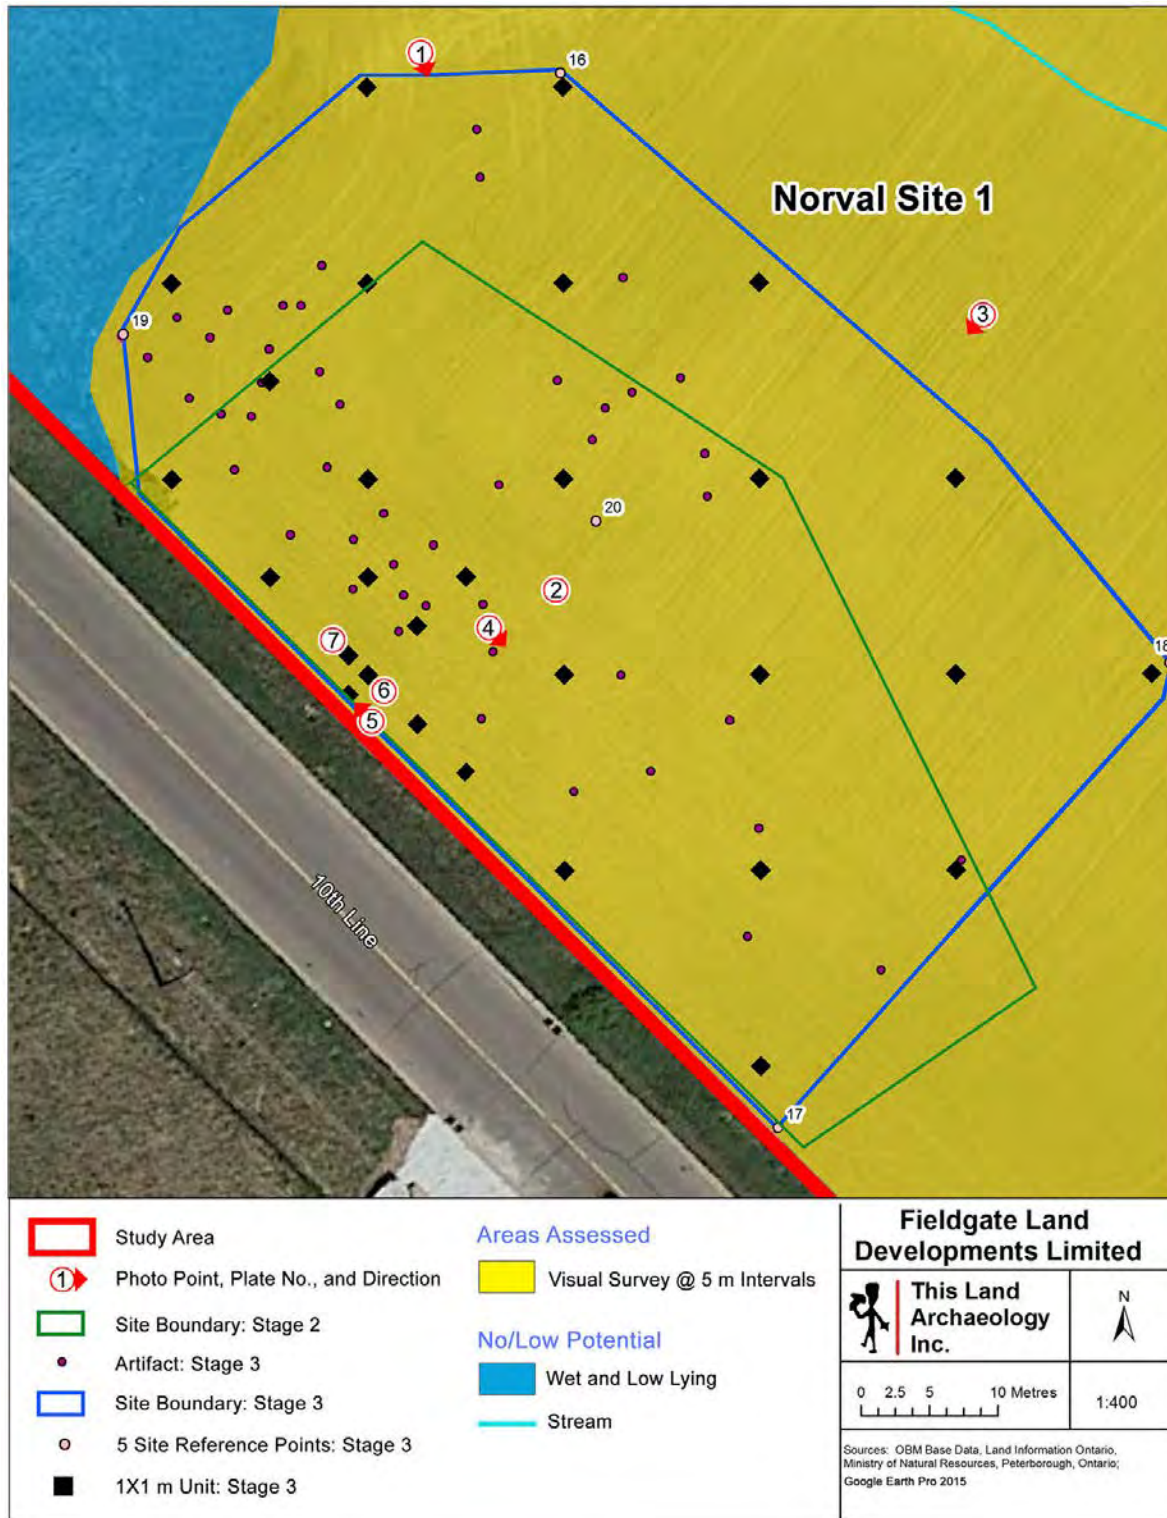 1
16
Norval Site 1
3
19
20
2
4
7
18
6
5
10th Line
17
Study Area
1 Photo Point, Plate No., and Direction
Site Boundary: Stage 2
Artifact: Stage 3
Site Boundary: Stage 3
5 Site Reference Points: Stage 3
1X1 m Unit: Stage 3
Areas Assessed
Visual Survey @ 5 m Intervals
No/Low Potential
Wet and Low Lying
Stream
Fieldgate Land
Developments Limited
This Land
Archaeology
Inc.
N
0 2.5 5 10 Metres
1:400
Sources: OBM Base Data, Land Information Ontario,
Ministry of Natural Resources, Peterborough, Ontario;
Google Earth Pro 2015